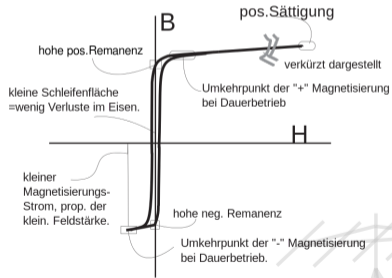 B
pos.Sättigung
hohe pos.Remanenz
verkürzt dargestellt
kleine Schleifenfläche
=wenig Verluste im Eisen.
Umkehrpunkt der "+" Magnetisierung
bei Dauerbetrieb
H
kleiner
Magnetisierungs-
Strom, prop. der
klein. Feldstärke.
hohe neg. Remanenz
Umkehrpunkt der "-" Magnetisierung
bei Dauerbetrieb.